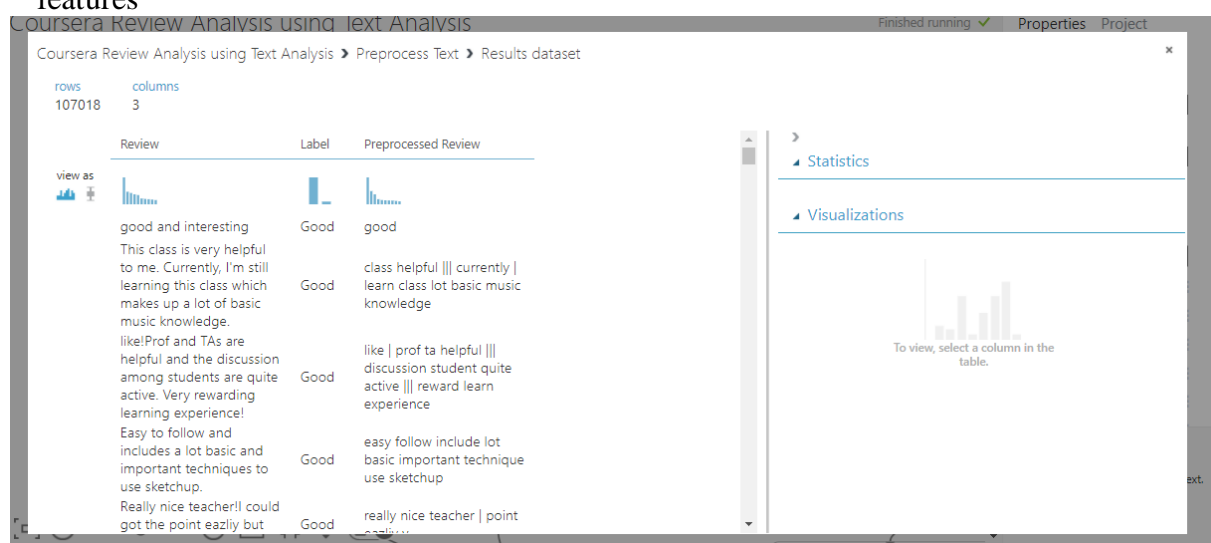 features
Coursera Review Analysis using Text Analysis
Finished running ✓ Properties Project
Coursera Review Analysis using Text Analysis › Preprocess Text › Results dataset
×
rows columns
107018 3
Review Label Preprocessed Review
view as
good and interesting Good good
This class is very helpful
to me. Currently, I'm still
learning this class which
makes up a lot of basic
music knowledge.
Good
class helpful ||| currently |
learn class lot basic music
knowledge
like!Prof and TAs are
helpful and the discussion
among students are quite
active. Very rewarding
learning experience!
Good
like | prof ta helpful |||
discussion student quite
active ||| reward learn
experience
Easy to follow and
includes a lot basic and
important techniques to
use sketchup.
Good
easy follow include lot
basic important technique
use sketchup
Really nice teacher!I could
got the point eazliy but
Good
really nice teacher | point
Statistics
Visualizations
To view, select a column in the
table.
ext.